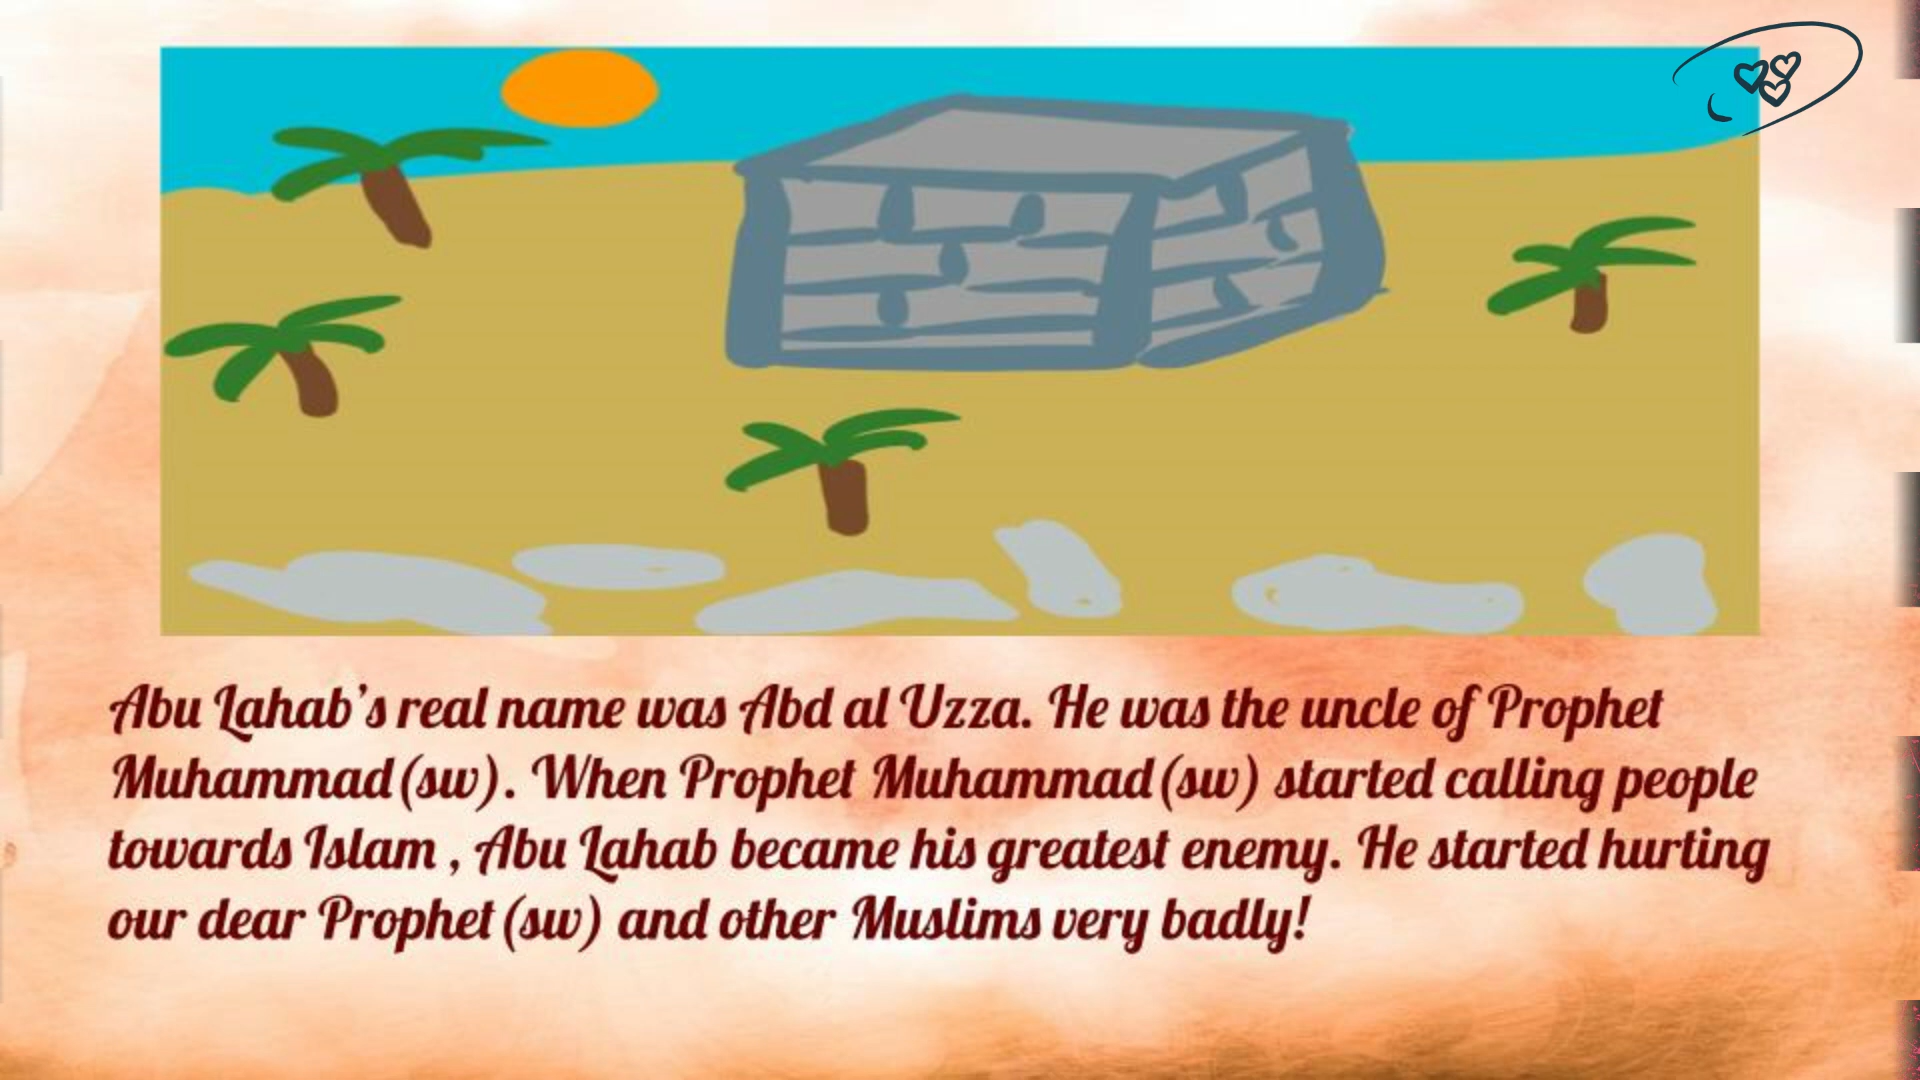 Abu Lahab's real name was Abd al Uzza. He was the uncle of Prophet
Muhammad(sw). When Prophet Muhammad(sw) started calling people
towards Islam , Abu Lahab became his greatest enemy. He started hurting
our dear Prophet(sw) and other Muslims very badly!